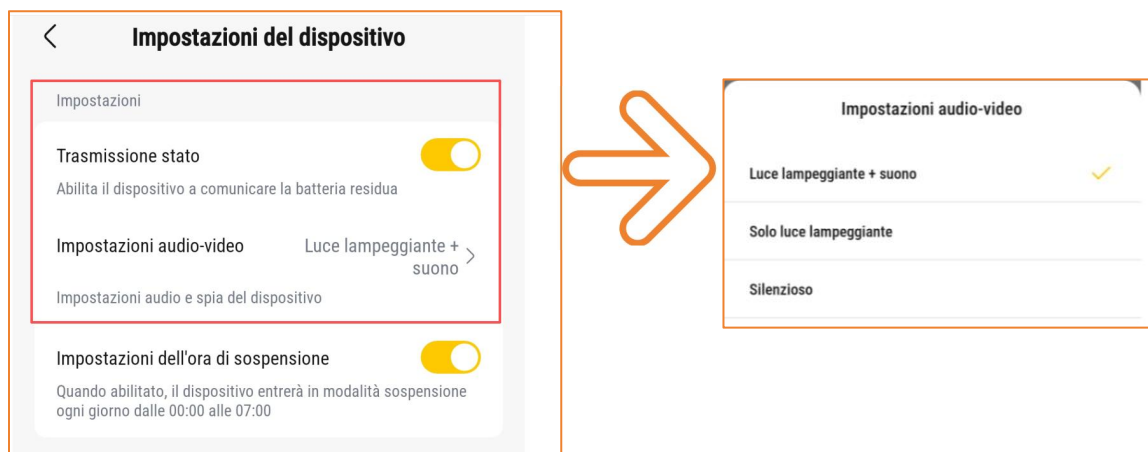 Impostazioni del dispositivo
Impostazioni
Trasmissione stato
Abilita il dispositivo a comunicare la batteria residua
Impostazioni audio-video
Luce lampeggiante +
suono
Impostazioni audio e spia del dispositivo
Impostazioni dell'ora di sospensione
Quando abilitato, il dispositivo entrerà in modalità sospensione
ogni giorno dalle 00:00 alle 07:00
Impostazioni audio-video
Luce lampeggiante + suono
Solo luce lampeggiante
Silenzioso